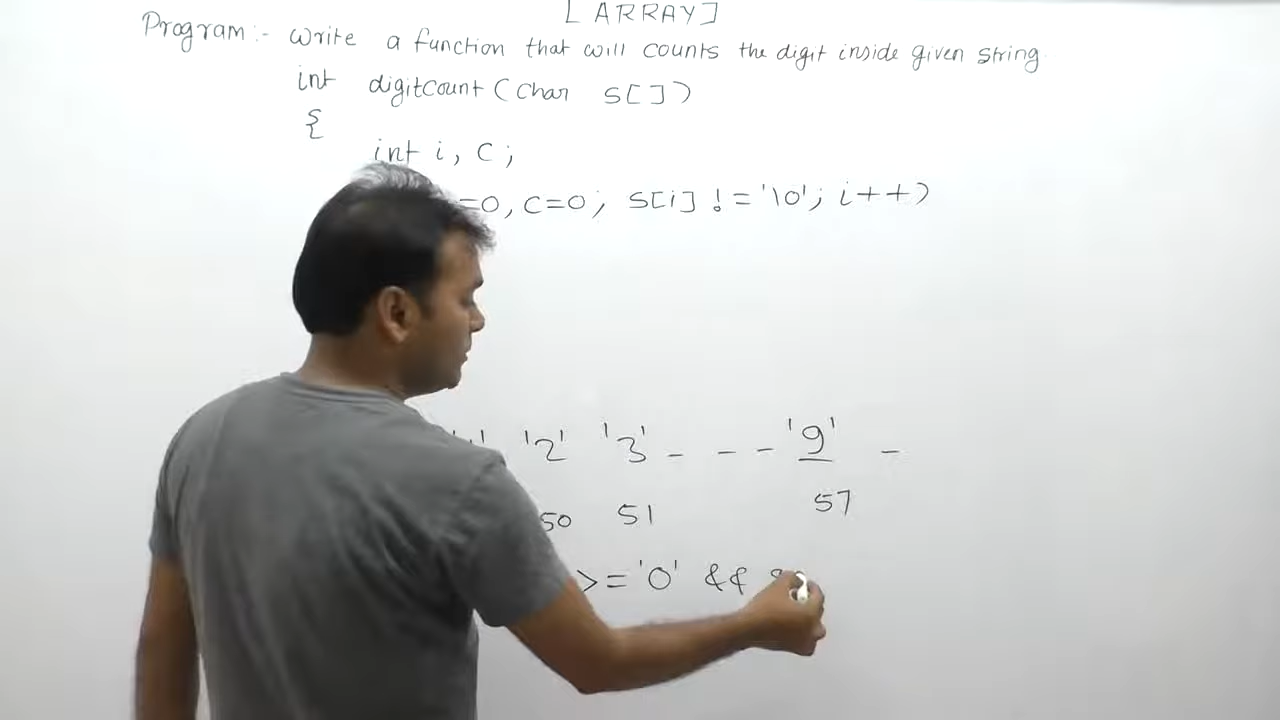 [ ARRAY]
Program:- Write a function that will counts the digit inside given string.
int digitcount (char s[])
{
int i, c;
=0, c=0; s[i] != '\0'; i++)
'2' '3' - - - '9' -
50 51 57
>= '0' &&